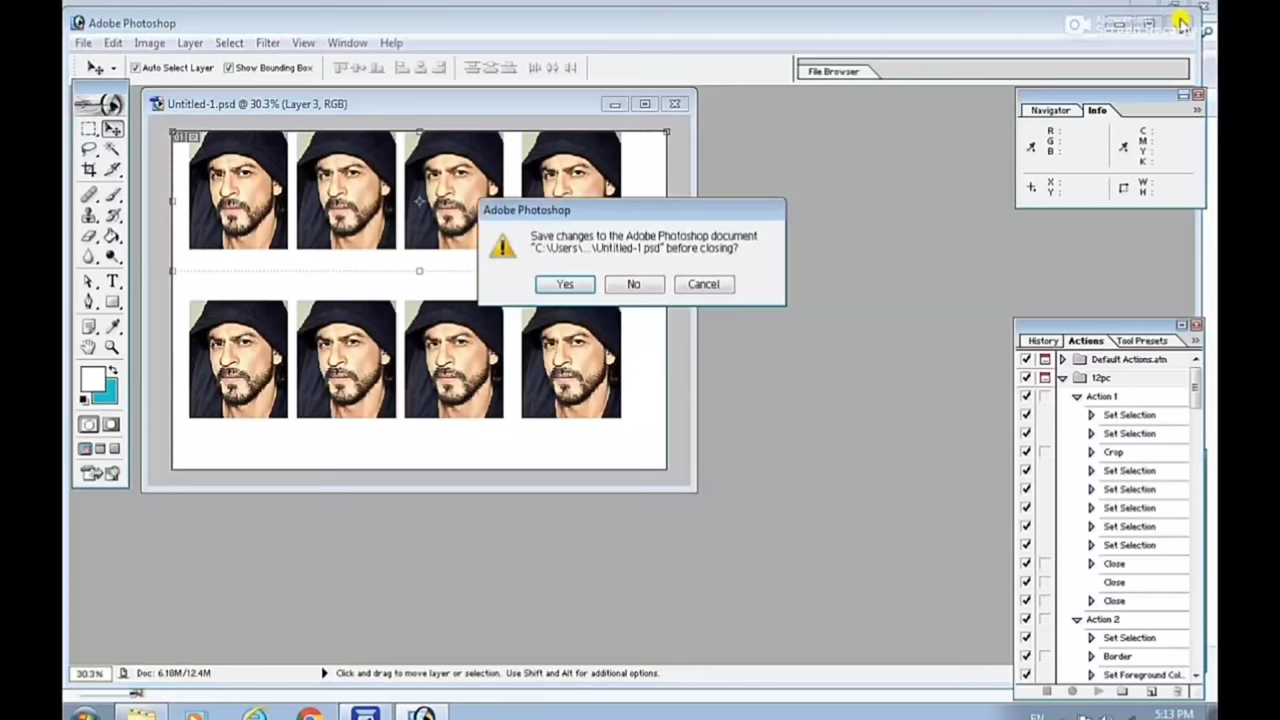 Adobe Photoshop
File Edit Image Layer Select Filter View Window Help
Auto Select Layer Show Bounding Box
File Browser
Untitled-1.psd @ 30.3% (Layer 3, RGB)
Navigator Info
R: C:
G: M:
B: Y:
K:
X: W:
Y: H:
Adobe Photoshop
Save changes to the Adobe Photoshop document
"C:\Users\...\Untitled-1 psd" before closing?
Yes No Cancel
History Actions Tool Presets
Default Actions.atn
12pc
Action 1
Set Selection
Set Selection
Crop
Set Selection
Set Selection
Set Selection
Set Selection
Set Selection
Close
Close
Close
Action 2
Set Selection
Border
Set Foreground Col...
30.3% Doc: 6.18M/12.4M Click and drag to move layer or selection. Use Shift and Alt for additional options.
EN 5:13 PM